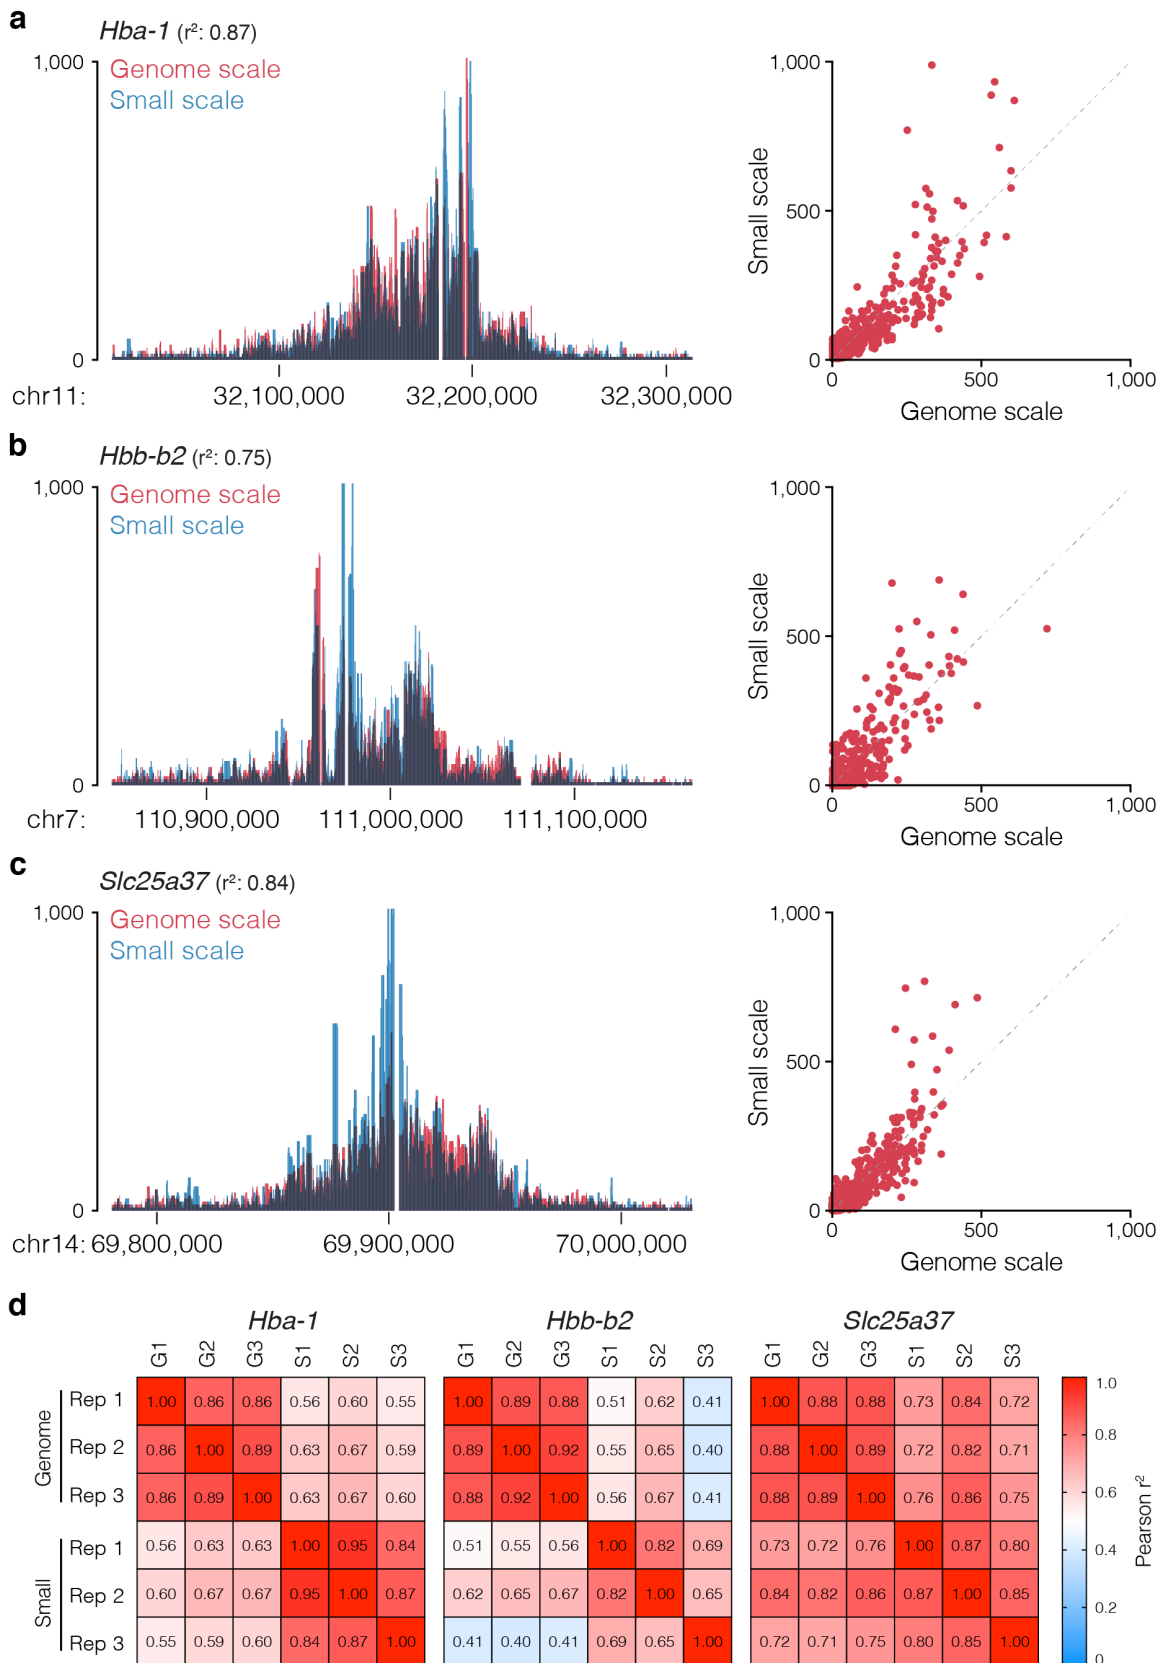 a
Hba-1 (r²: 0.87)
1,000
Genome scale
Small scale
0
chr11: 32,100,000 32,200,000 32,300,000
1,000
500
0
Small scale
0 500 1,000
Genome scale
b
Hbb-b2 (r²: 0.75)
1,000
Genome scale
Small scale
0
chr7: 110,900,000 111,000,000 111,100,000
1,000
500
0
Small scale
0 500 1,000
Genome scale
c
Slc25a37 (r²: 0.84)
1,000
Genome scale
Small scale
0
chr14: 69,800,000 69,900,000 70,000,000
1,000
500
0
Small scale
0 500 1,000
Genome scale
d
Hba-1 Hbb-b2 Slc25a37
G1 G2 G3 S1 S2 S3 G1 G2 G3 S1 S2 S3 G1 G2 G3 S1 S2 S3
Genome
Rep 1 1.00 0.86 0.86 0.56 0.60 0.55 1.00 0.89 0.88 0.51 0.62 0.41 1.00 0.88 0.88 0.73 0.84 0.72
Rep 2 0.86 1.00 0.89 0.63 0.67 0.59 0.89 1.00 0.92 0.55 0.65 0.40 0.88 1.00 0.89 0.72 0.82 0.71
Rep 3 0.86 0.89 1.00 0.63 0.67 0.60 0.88 0.92 1.00 0.56 0.67 0.41 0.88 0.89 1.00 0.76 0.86 0.75
Small
Rep 1 0.56 0.63 0.63 1.00 0.95 0.84 0.51 0.55 0.56 1.00 0.82 0.69 0.73 0.72 0.76 1.00 0.87 0.80
Rep 2 0.60 0.67 0.67 0.95 1.00 0.87 0.62 0.65 0.67 0.82 1.00 0.65 0.84 0.82 0.86 0.87 1.00 0.85
Rep 3 0.55 0.59 0.60 0.84 0.87 1.00 0.41 0.40 0.41 0.69 0.65 1.00 0.72 0.71 0.75 0.80 0.85 1.00
1.0
0.8
0.6
0.4
0.2
0
Pearson r²